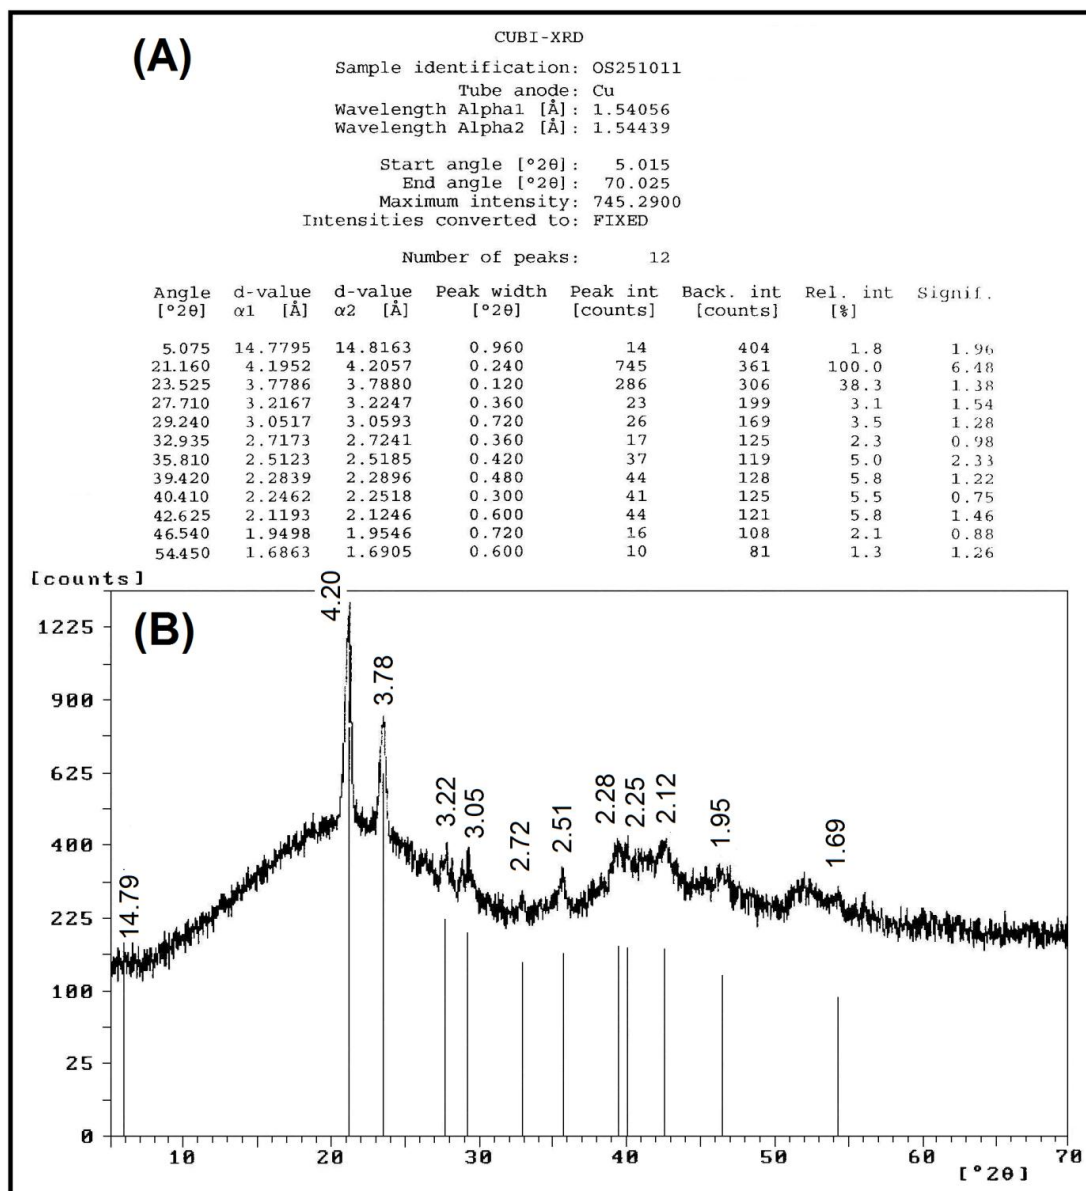 (A)
CUBI-XRD
Sample identification: OS251011
Tube anode: Cu
Wavelength Alpha1 [Å]: 1.54056
Wavelength Alpha2 [Å]: 1.54439
Start angle [°2θ]: 5.015
End angle [°2θ]: 70.025
Maximum intensity: 745.2900
Intensities converted to: FIXED
Number of peaks: 12
Angle d-value d-value Peak width Peak int Back. int Rel. int Signif.
[°2θ] α1 [Å] α2 [Å] [°2θ] [counts] [counts] [%]
5.075 14.7795 14.8163 0.960 14 404 1.8 1.96
21.160 4.1952 4.2057 0.240 745 361 100.0 6.48
23.525 3.7786 3.7880 0.120 286 306 38.3 1.38
27.710 3.2167 3.2247 0.360 23 199 3.1 1.54
29.240 3.0517 3.0593 0.720 26 169 3.5 1.28
32.935 2.7173 2.7241 0.360 17 125 2.3 0.98
35.810 2.5123 2.5185 0.420 37 119 5.0 2.33
39.420 2.2839 2.2896 0.480 44 128 5.8 1.22
40.410 2.2462 2.2518 0.300 41 125 5.5 0.75
42.625 2.1193 2.1246 0.600 44 121 5.8 1.46
46.540 1.9498 1.9546 0.720 16 108 2.1 0.88
54.450 1.6863 1.6905 0.600 10 81 1.3 1.26
[counts]
(B)
1225
900
625
400
225
100
25
0
14.79
4.20
3.78
3.22
3.05
2.72
2.51
2.28
2.25
2.12
1.95
1.69
10 20 30 40 50 60 70
[°2θ]